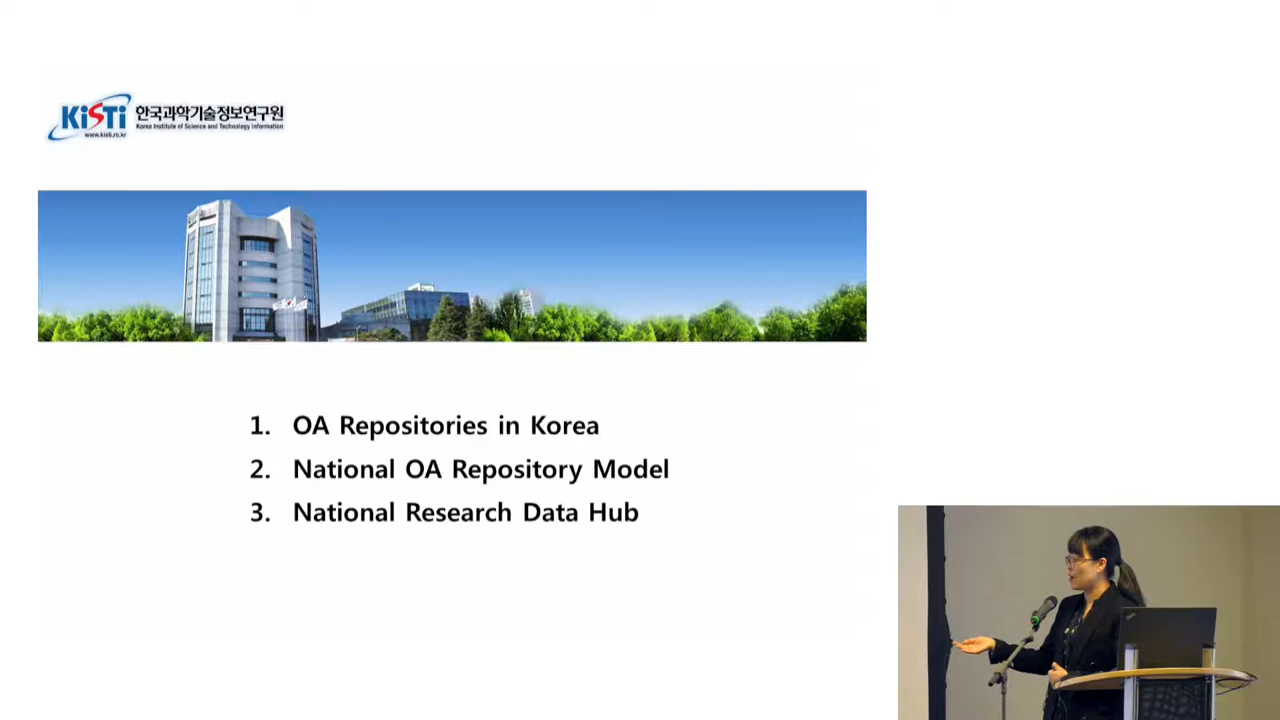 KiSTi 한국과학기술정보연구원
www.kisti.re.kr Korea Institute of Science and Technology Information
1. OA Repositories in Korea
2. National OA Repository Model
3. National Research Data Hub